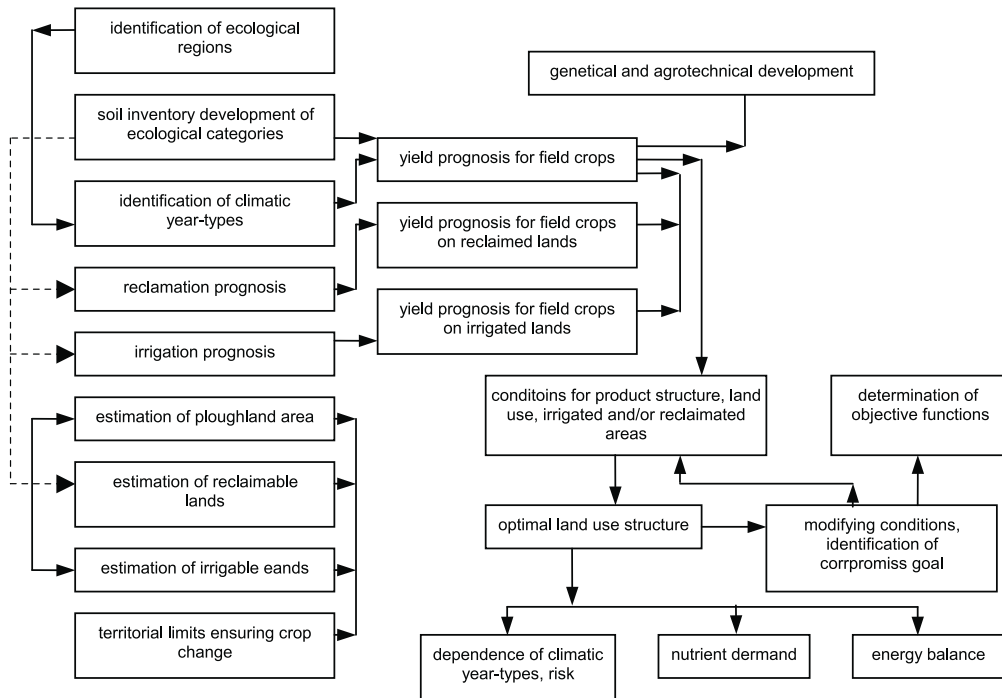 identification of ecological
regions
soil inventory development of
ecological categories
identification of climatic
year-types
reclamation prognosis
irrigation prognosis
estimation of ploughland area
estimation of reclaimable
lands
estimation of irrigable eands
territorial limits ensuring crop
change
genetical and agrotechnical development
yield prognosis for field crops
yield prognosis for field crops
on reclaimed lands
yield prognosis for field crops
on irrigated lands
conditoins for product structure, land
use, irrigated and/or reclaimated
areas
determination of
objective functions
optimal land use structure
modifying conditions,
identification of
corrpromiss goal
dependence of climatic
year-types, risk
nutrient dermand
energy balance